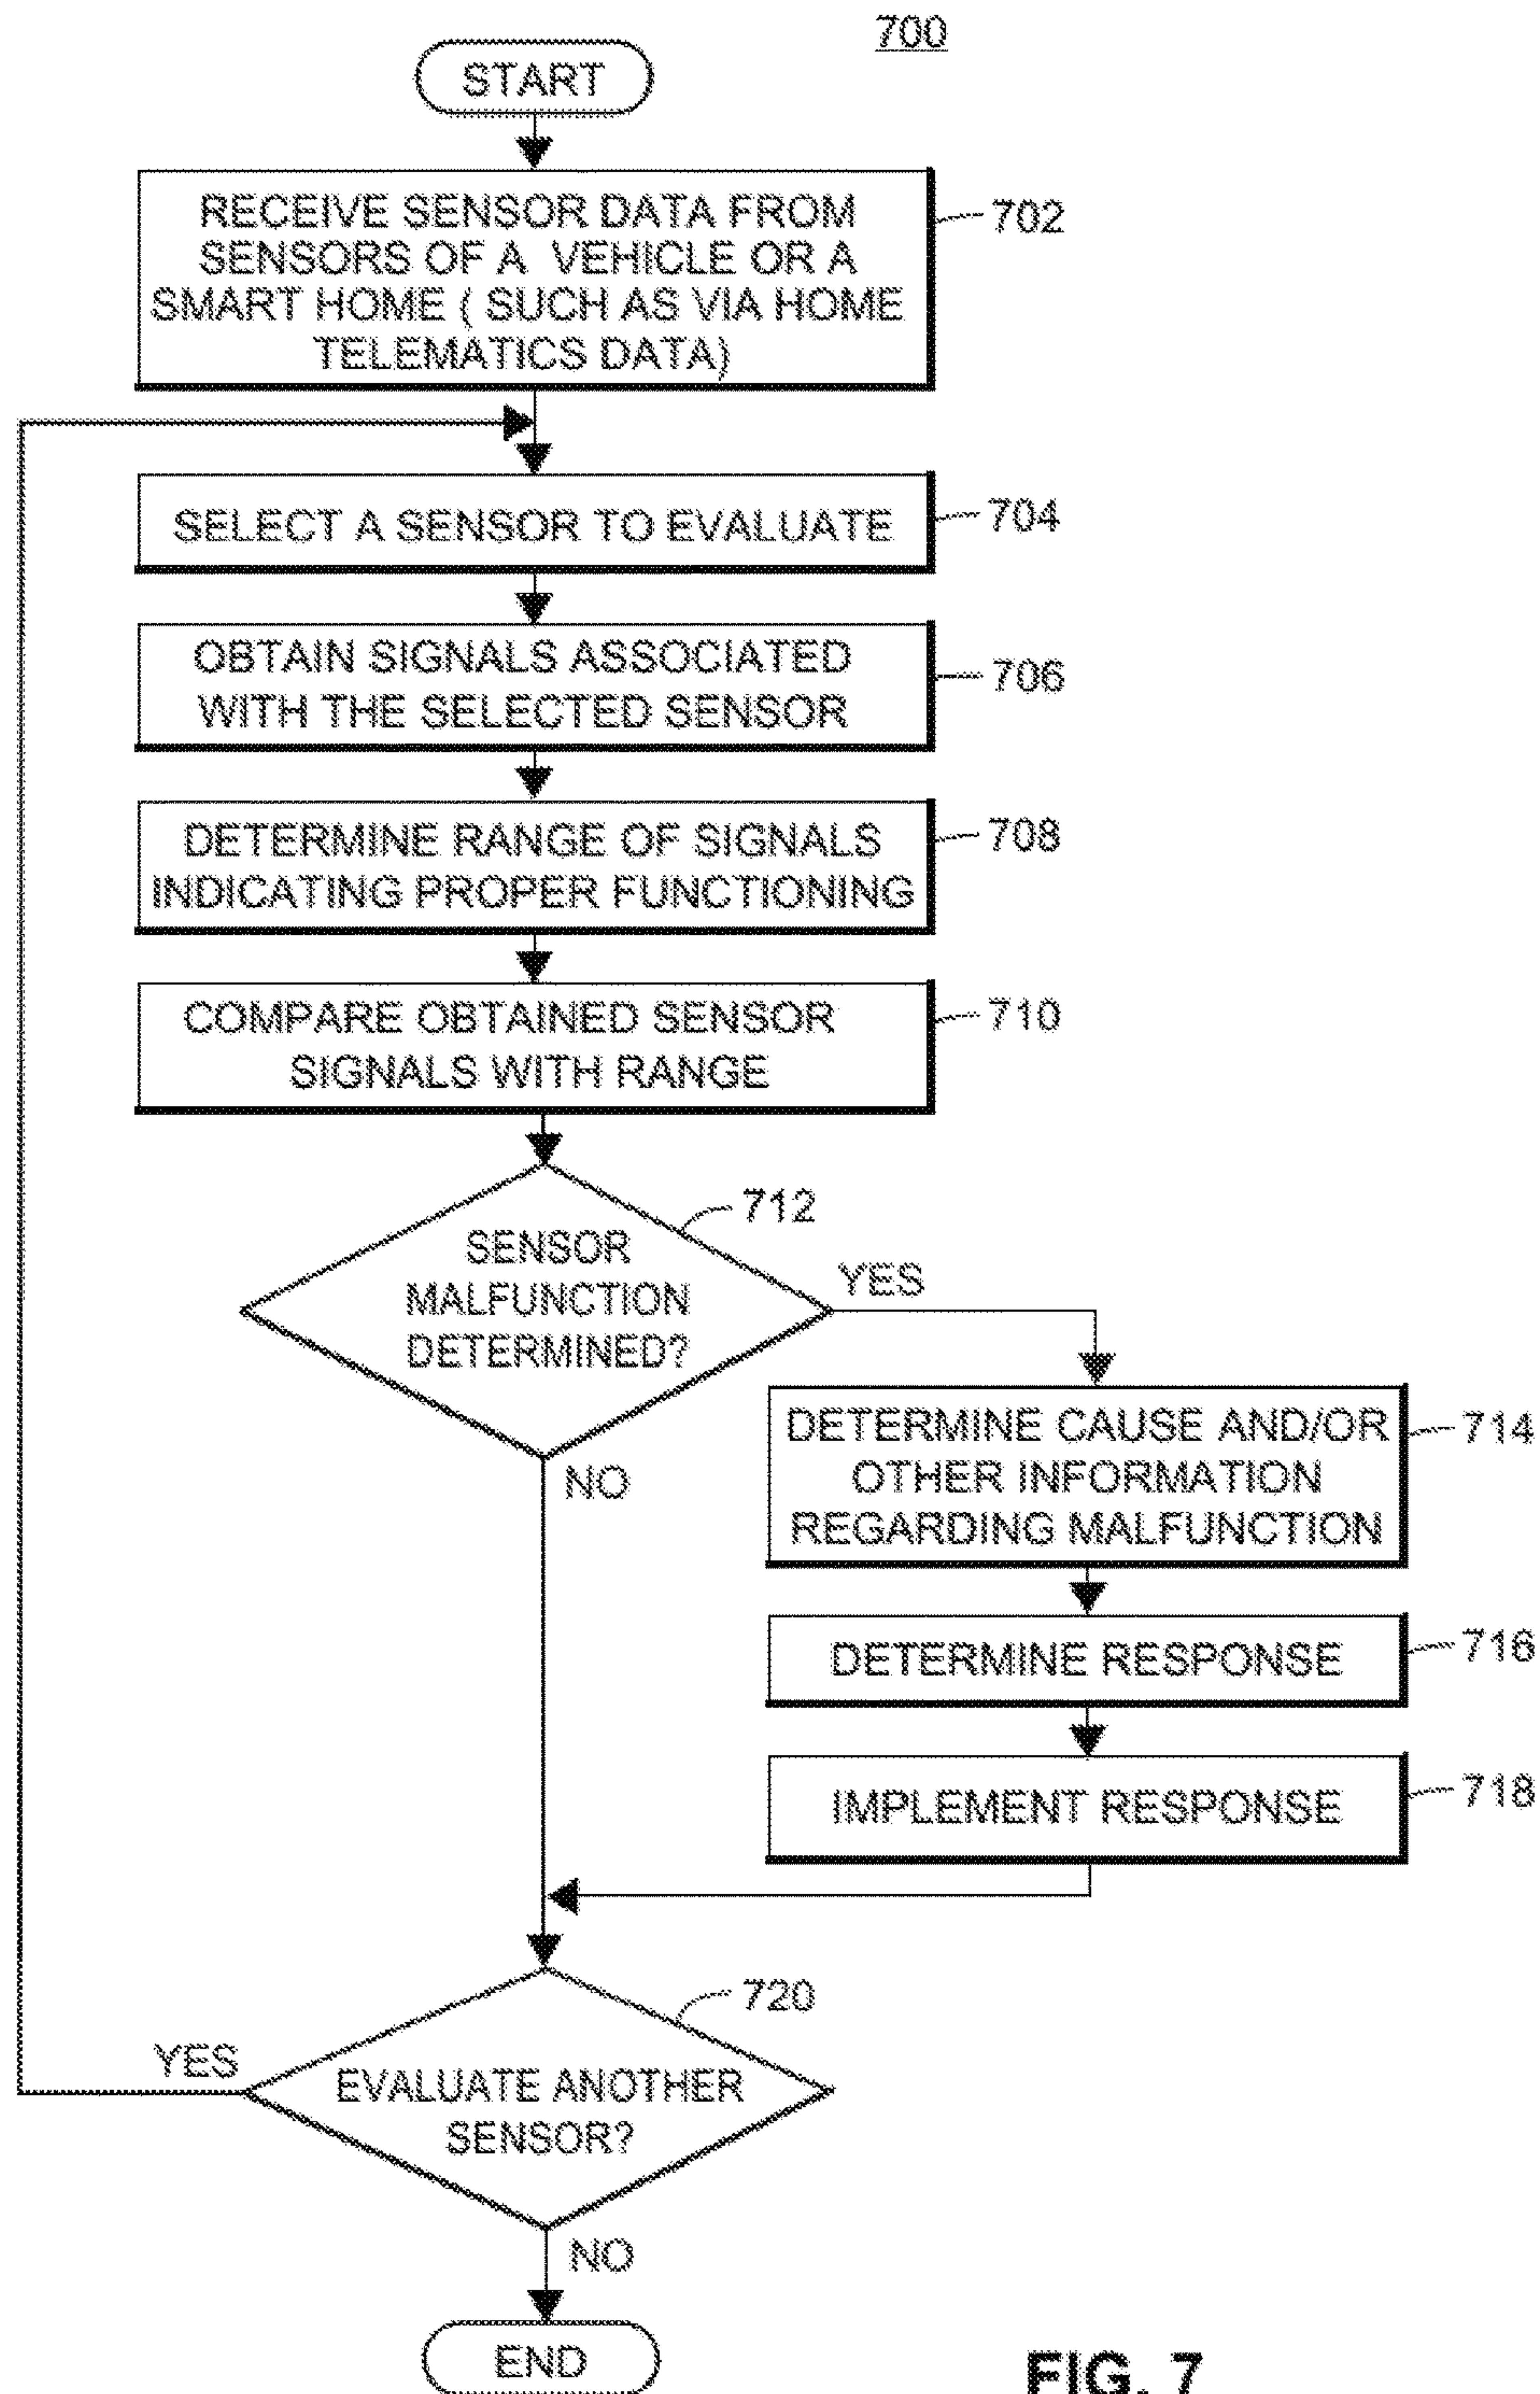 700
START
RECEIVE SENSOR DATA FROM
SENSORS OF A VEHICLE OR A
SMART HOME ( SUCH AS VIA HOME
TELEMATICS DATA)
702
SELECT A SENSOR TO EVALUATE
704
OBTAIN SIGNALS ASSOCIATED
WITH THE SELECTED SENSOR
706
DETERMINE RANGE OF SIGNALS
INDICATING PROPER FUNCTIONING
708
COMPARE OBTAINED SENSOR
SIGNALS WITH RANGE
710
712
SENSOR
MALFUNCTION
DETERMINED?
YES
NO
DETERMINE CAUSE AND/OR
OTHER INFORMATION
REGARDING MALFUNCTION
714
DETERMINE RESPONSE
716
IMPLEMENT RESPONSE
718
720
YES
EVALUATE ANOTHER
SENSOR?
NO
END
FIG. 7